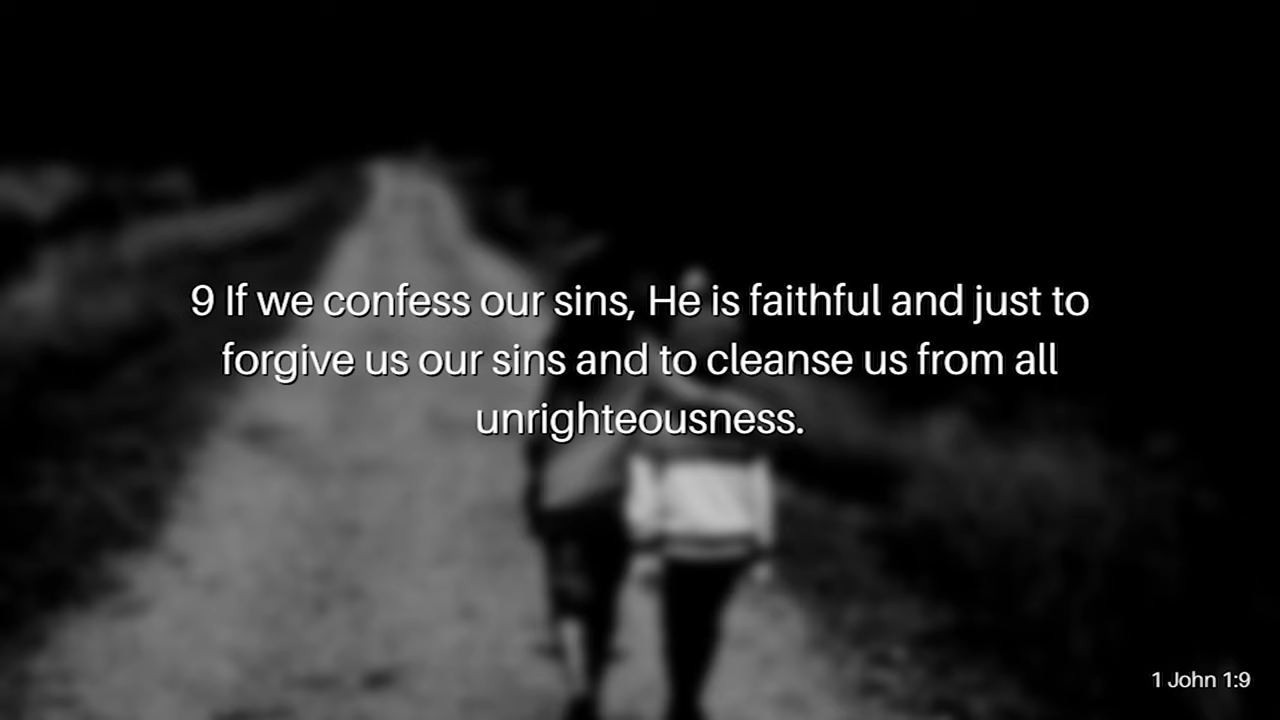 9 If we confess our sins, He is faithful and just to
forgive us our sins and to cleanse us from all
unrighteousness.
1 John 1:9